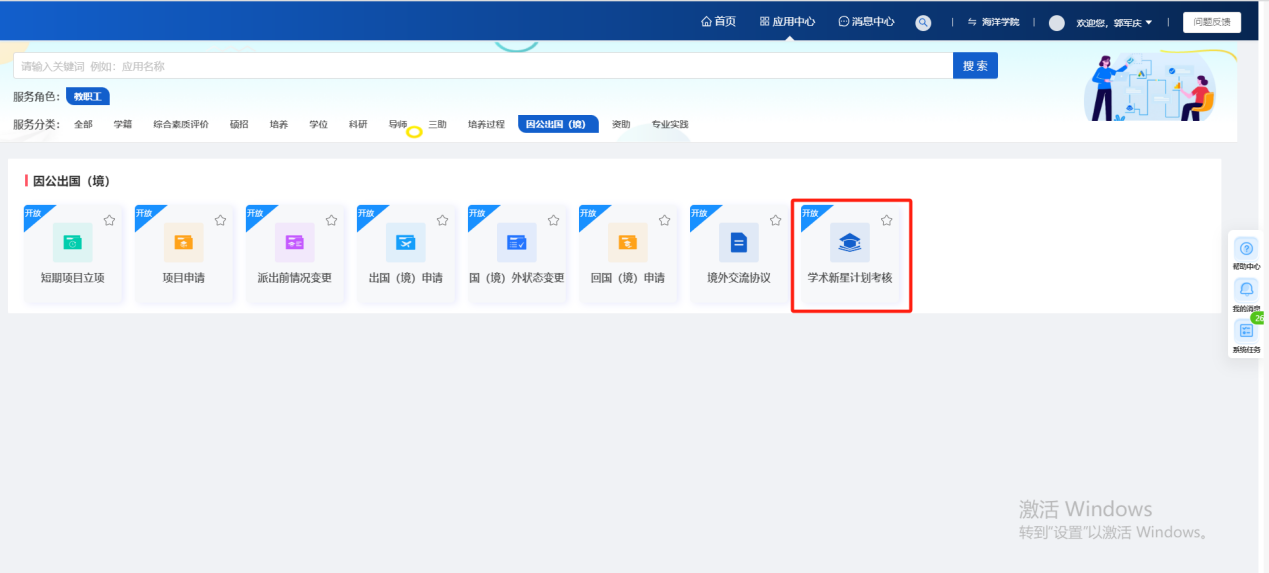 首页 应用中心 消息中心 海洋学院 欢迎您，郭军庆 问题反馈
请输入关键词 例如：应用名称 搜 索
服务角色： 教职工
服务分类： 全部 学籍 综合素质评价 硕招 培养 学位 科研 导师 三助 培养过程 因公出国（境） 资助 专业实践
因公出国（境）
开放 开放 开放 开放 开放 开放 开放 开放
短期项目立项 项目申请 派出前情况变更 出国（境）申请 国（境）外状态变更 回国（境）申请 境外交流协议 学术新星计划考核
帮助中心
我的消息
26
系统任务
激活 Windows
转到"设置"以激活 Windows。